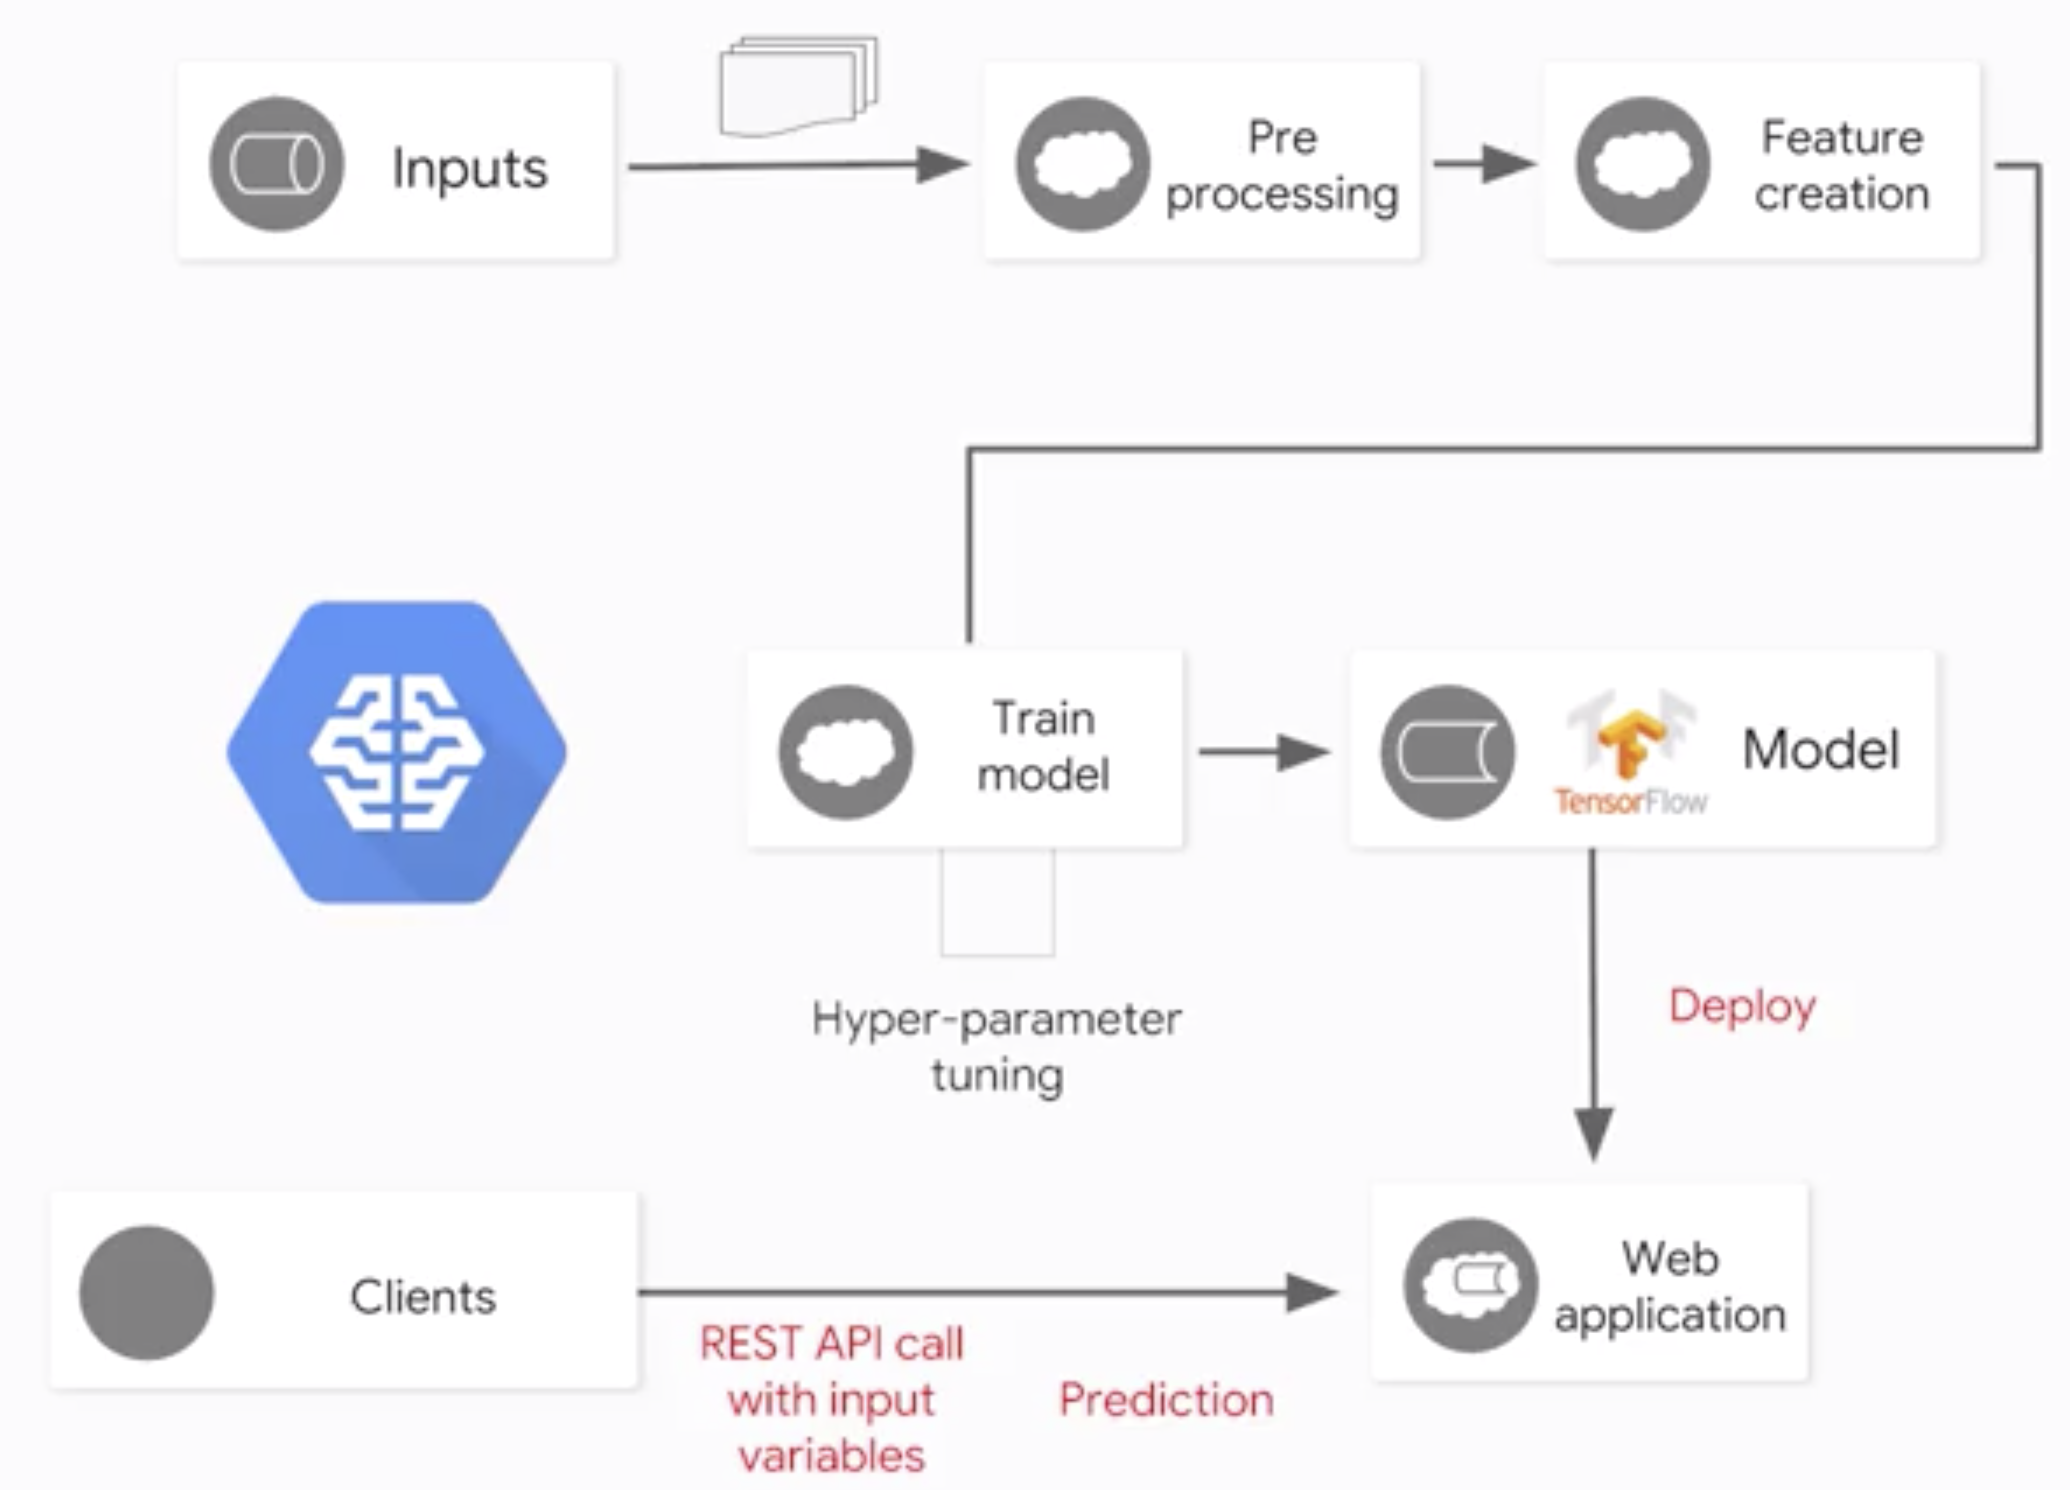 Inputs
Pre
processing
Feature
creation
Train
model
TensorFlow
Model
Hyper-parameter
tuning
Deploy
Clients
Web
application
REST API call
with input
variables
Prediction